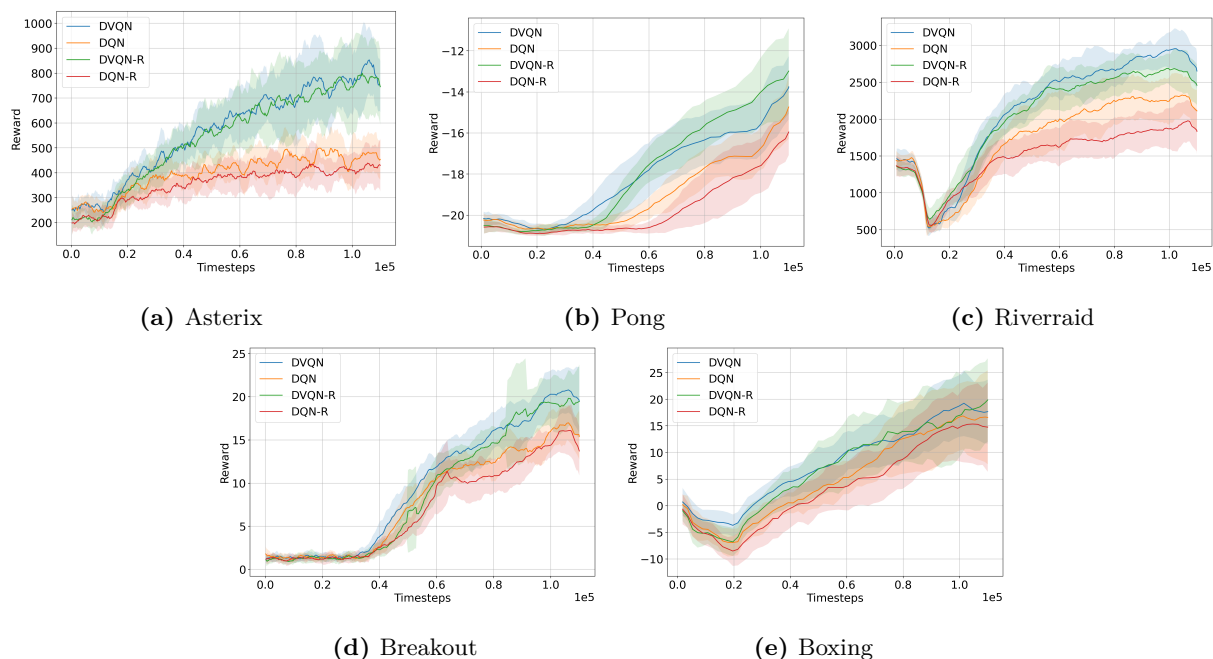 1000
900
800
700
600
500
400
300
200
Reward
DVQN
DQN
DVQN-R
DQN-R
0.0 0.2 0.4 0.6 0.8 1.0
Timesteps
1e5
(a) Asterix
−12
−14
−16
−18
−20
Reward
DVQN
DQN
DVQN-R
DQN-R
0.0 0.2 0.4 0.6 0.8 1.0
Timesteps
1e5
(b) Pong
3000
2500
2000
1500
1000
500
Reward
DVQN
DQN
DVQN-R
DQN-R
0.0 0.2 0.4 0.6 0.8 1.0
Timesteps
1e5
(c) Riverraid
25
20
15
10
5
0
Reward
DVQN
DQN
DVQN-R
DQN-R
0.0 0.2 0.4 0.6 0.8 1.0
Timesteps
1e5
(d) Breakout
25
20
15
10
5
0
−5
−10
Reward
DVQN
DQN
DVQN-R
DQN-R
0.0 0.2 0.4 0.6 0.8 1.0
Timesteps
1e5
(e) Boxing